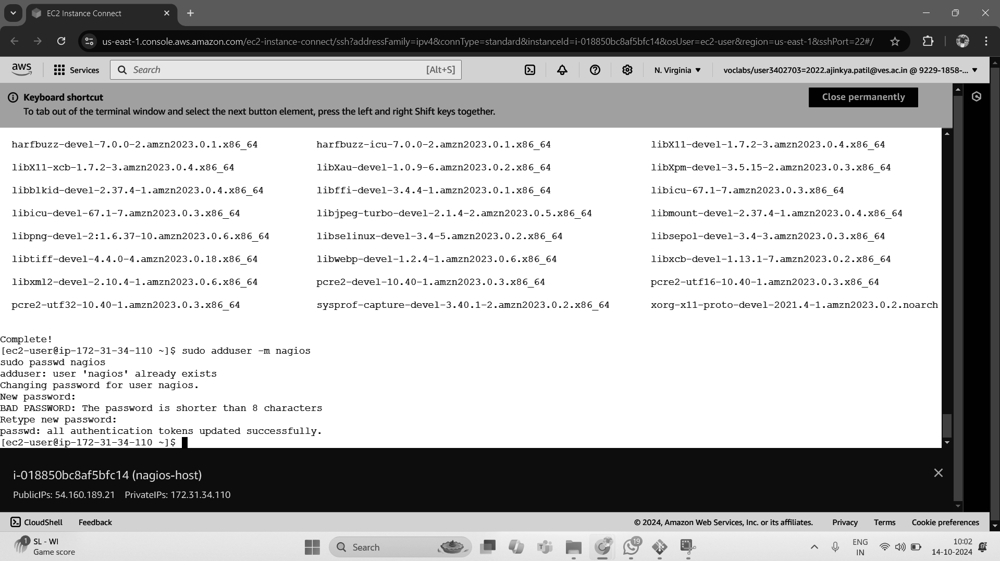 EC2 Instance Connect
us-east-1.console.aws.amazon.com/ec2-instance-connect/ssh?addressFamily=ipv4&connType=standard&instanceId=i-018850bc8af5bfc14&osUser=ec2-user&region=us-east-1&sshPort=22#/
aws Services Search [Alt+S] N. Virginia voclabs/user3402703=2022.ajinkya.patil@ves.ac.in @ 9229-1858-...
Keyboard shortcut
Close permanently
To tab out of the terminal window and select the next button element, press the left and right Shift keys together.
harfbuzz-devel-7.0.0-2.amzn2023.0.1.x86_64 harfbuzz-icu-7.0.0-2.amzn2023.0.1.x86_64 libX11-devel-1.7.2-3.amzn2023.0.4.x86_64
libX11-xcb-1.7.2-3.amzn2023.0.4.x86_64 libXau-devel-1.0.9-6.amzn2023.0.2.x86_64 libXpm-devel-3.5.15-2.amzn2023.0.3.x86_64
libblkid-devel-2.37.4-1.amzn2023.0.4.x86_64 libffi-devel-3.4.4-1.amzn2023.0.1.x86_64 libicu-67.1-7.amzn2023.0.3.x86_64
libicu-devel-67.1-7.amzn2023.0.3.x86_64 libjpeg-turbo-devel-2.1.4-2.amzn2023.0.5.x86_64 libmount-devel-2.37.4-1.amzn2023.0.4.x86_64
libpng-devel-2:1.6.37-10.amzn2023.0.6.x86_64 libselinux-devel-3.4-5.amzn2023.0.2.x86_64 libsepol-devel-3.4-3.amzn2023.0.3.x86_64
libtiff-devel-4.4.0-4.amzn2023.0.18.x86_64 libwebp-devel-1.2.4-1.amzn2023.0.6.x86_64 libxcb-devel-1.13.1-7.amzn2023.0.2.x86_64
libxml2-devel-2.10.4-1.amzn2023.0.6.x86_64 pcre2-devel-10.40-1.amzn2023.0.3.x86_64 pcre2-utf16-10.40-1.amzn2023.0.3.x86_64
pcre2-utf32-10.40-1.amzn2023.0.3.x86_64 sysprof-capture-devel-3.40.1-2.amzn2023.0.2.x86_64 xorg-x11-proto-devel-2021.4-1.amzn2023.0.2.noarch
Complete!
[ec2-user@ip-172-31-34-110 ~]$ sudo adduser -m nagios
sudo passwd nagios
adduser: user 'nagios' already exists
Changing password for user nagios.
New password:
BAD PASSWORD: The password is shorter than 8 characters
Retype new password:
passwd: all authentication tokens updated successfully.
[ec2-user@ip-172-31-34-110 ~]$
i-018850bc8af5bfc14 (nagios-host)
PublicIPs: 54.160.189.21 PrivateIPs: 172.31.34.110
CloudShell Feedback © 2024, Amazon Web Services, Inc. or its affiliates. Privacy Terms Cookie preferences
1 SL - WI
Game score
Search
19
ENG
IN
10:02
14-10-2024